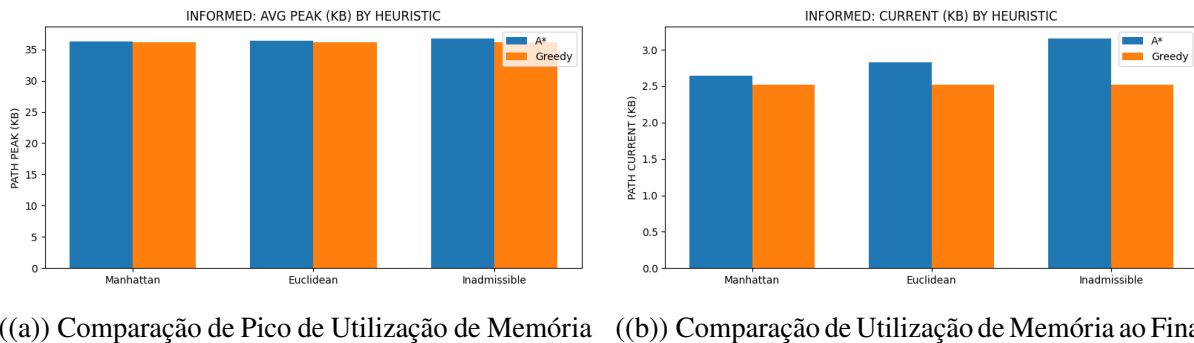 INFORMED: AVG PEAK (KB) BY HEURISTIC
PATH PEAK (KB)
35
30
25
20
15
10
5
0
A*
Greedy
Manhattan
Euclidean
Inadmissible
((a)) Comparação de Pico de Utilização de Memória
INFORMED: CURRENT (KB) BY HEURISTIC
PATH CURRENT (KB)
3.0
2.5
2.0
1.5
1.0
0.5
0.0
A*
Greedy
Manhattan
Euclidean
Inadmissible
((b)) Comparação de Utilização de Memória ao Fina